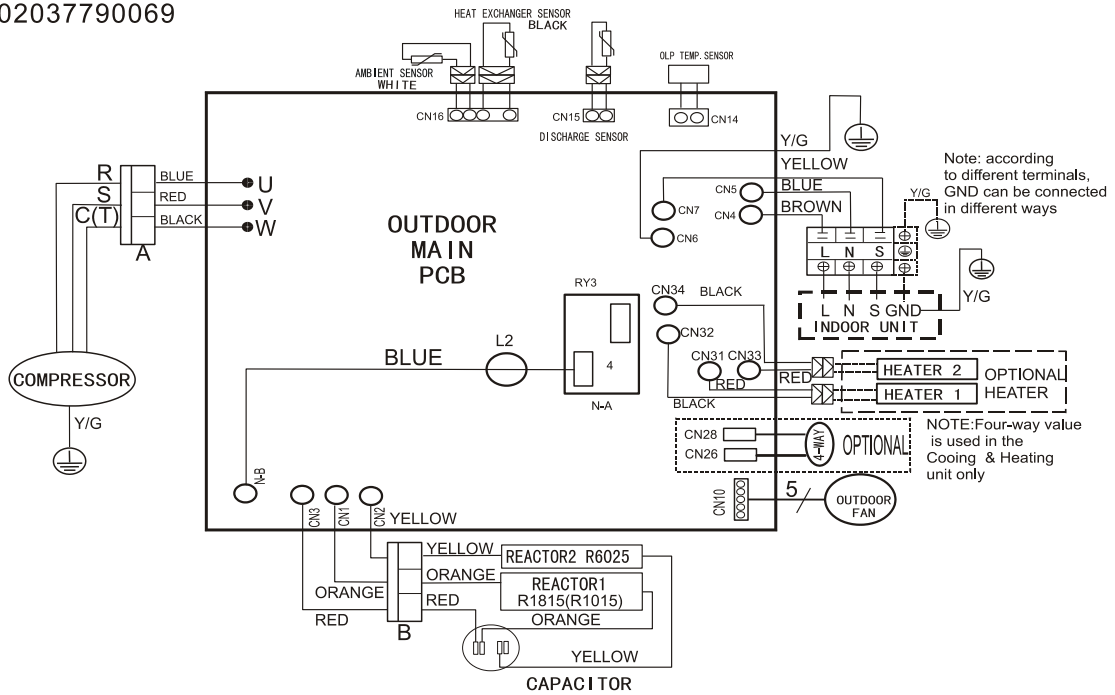 02037790069
HEAT EXCHANGER SENSOR
BLACK
AMBIENT SENSOR
WHITE
OLP TEMP.SENSOR
CN16
CN15
CN14
DISCHARGE SENSOR
Y/G
YELLOW
BLUE
BROWN
CN5
CN4
CN7
CN6
Note: according
to different terminals,
GND can be connected
in different ways
Y/G
L N S
L N S GND
INDOOR UNIT
Y/G
R
S
C(T)
BLUE
RED
BLACK
A
U
V
W
OUTDOOR
MAIN
PCB
RY3
4
N-A
L2
BLUE
N-B
CN34
BLACK
CN32
CN31
CN33
RED
RED
BLACK
HEATER 2
HEATER 1
OPTIONAL
HEATER
COMPRESSOR
Y/G
CN28
CN26
4-WAY
OPTIONAL
NOTE:Four-way value
is used in the
Cooing & Heating
unit only
CN10
5
OUTDOOR
FAN
CN3
CN1
CN2
YELLOW
ORANGE
RED
B
YELLOW
ORANGE
RED
REACTOR2 R6025
REACTOR1
R1815(R1015)
ORANGE
YELLOW
CAPACITOR